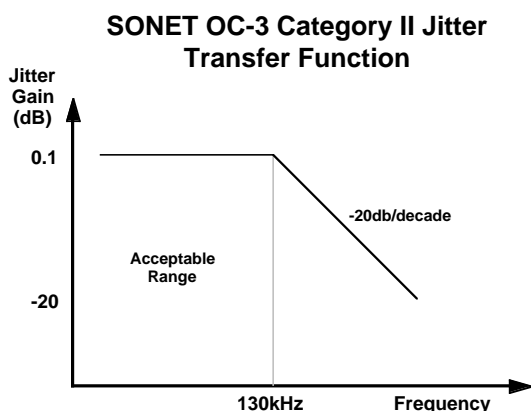 SONET OC-3 Category II Jitter
Transfer Function
Jitter
Gain
(dB)
0.1
-20db/decade
Acceptable
Range
-20
130kHz
Frequency